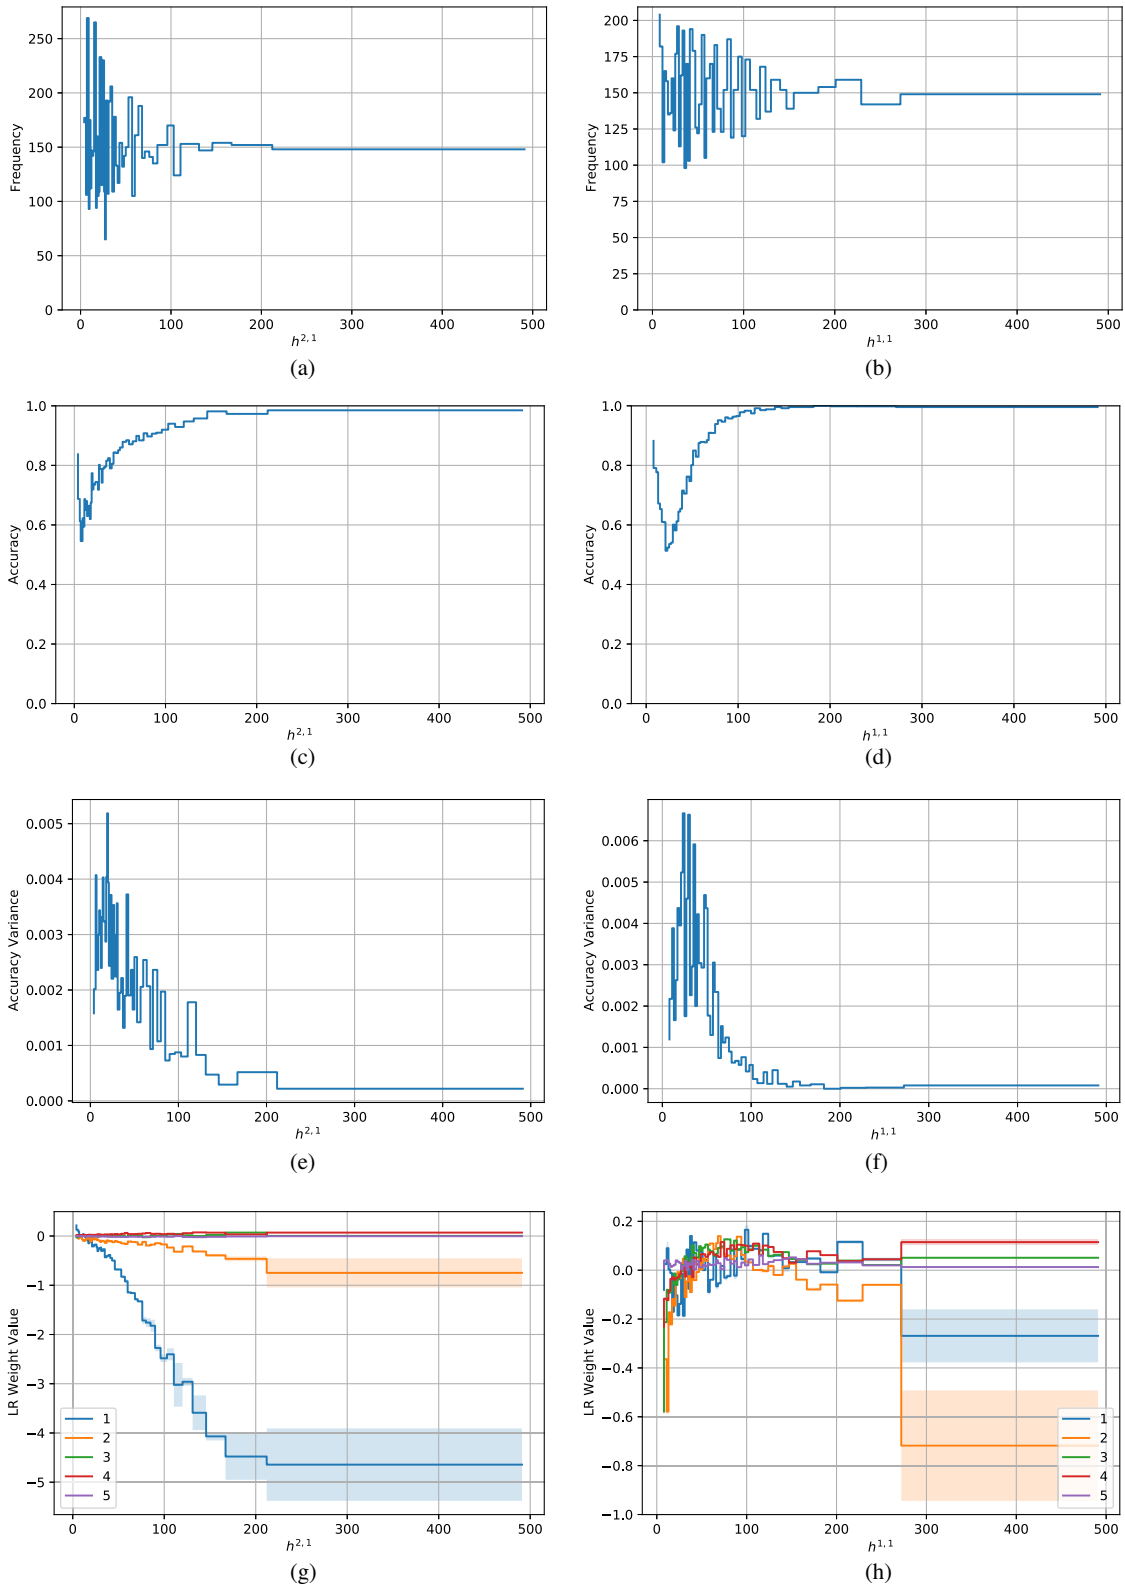 250
200
150
100
50
0
Frequency
0 100 200 300 400 500
h^{2,1}
(a)
200
175
150
125
100
75
50
25
0
Frequency
0 100 200 300 400 500
h^{1,1}
(b)
1.0
0.8
0.6
0.4
0.2
0.0
Accuracy
0 100 200 300 400 500
h^{2,1}
(c)
1.0
0.8
0.6
0.4
0.2
0.0
Accuracy
0 100 200 300 400 500
h^{1,1}
(d)
0.005
0.004
0.003
0.002
0.001
0.000
Accuracy Variance
0 100 200 300 400 500
h^{2,1}
(e)
0.006
0.005
0.004
0.003
0.002
0.001
0.000
Accuracy Variance
0 100 200 300 400 500
h^{1,1}
(f)
0
−1
−2
−3
−4
−5
LR Weight Value
1
2
3
4
5
0 100 200 300 400 500
h^{2,1}
(g)
0.2
0.0
−0.2
−0.4
−0.6
−0.8
−1.0
LR Weight Value
1
2
3
4
5
0 100 200 300 400 500
h^{1,1}
(h)